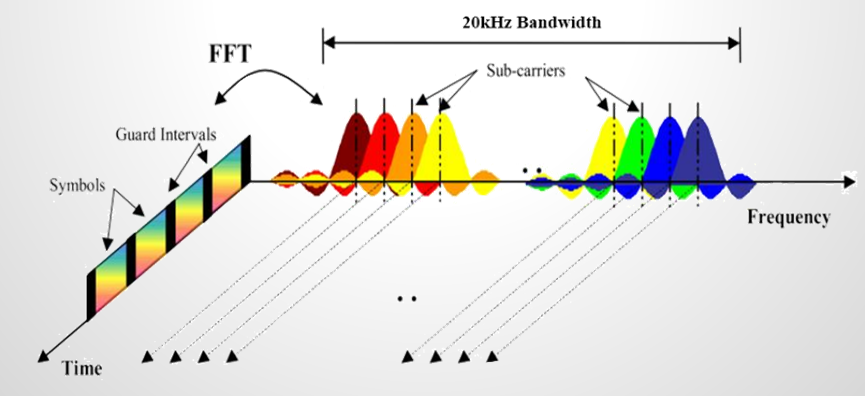 20kHz Bandwidth
FFT
Sub-carriers
Guard Intervals
Symbols
Frequency
Time